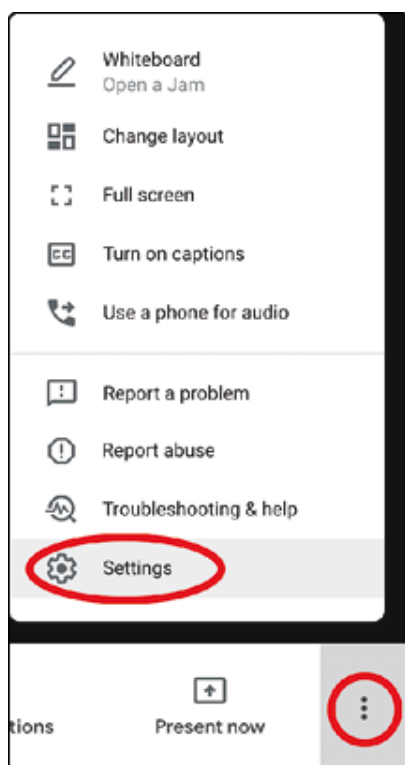 Whiteboard
Open a Jam
Change layout
Full screen
CC
Turn on captions
Use a phone for audio
Report a problem
Report abuse
Troubleshooting & help
Settings
tions
Present now